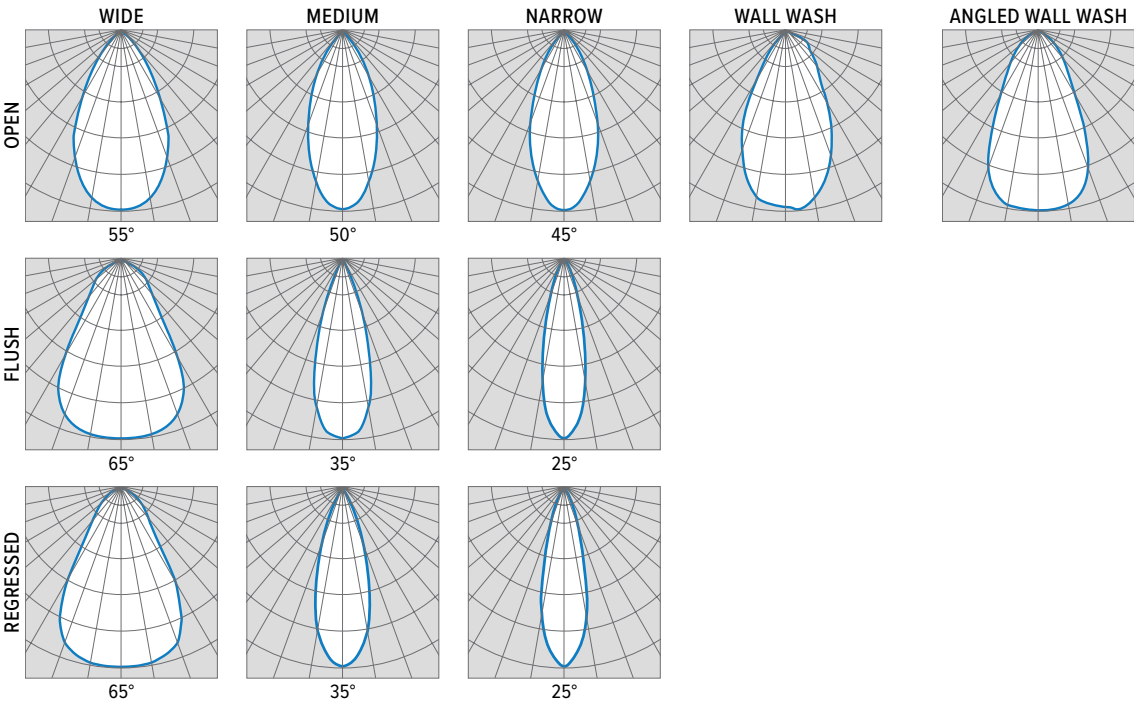 WIDE MEDIUM NARROW WALL WASH ANGLED WALL WASH
OPEN
55° 50° 45°
FLUSH
65° 35° 25°
REGRESSED
65° 35° 25°